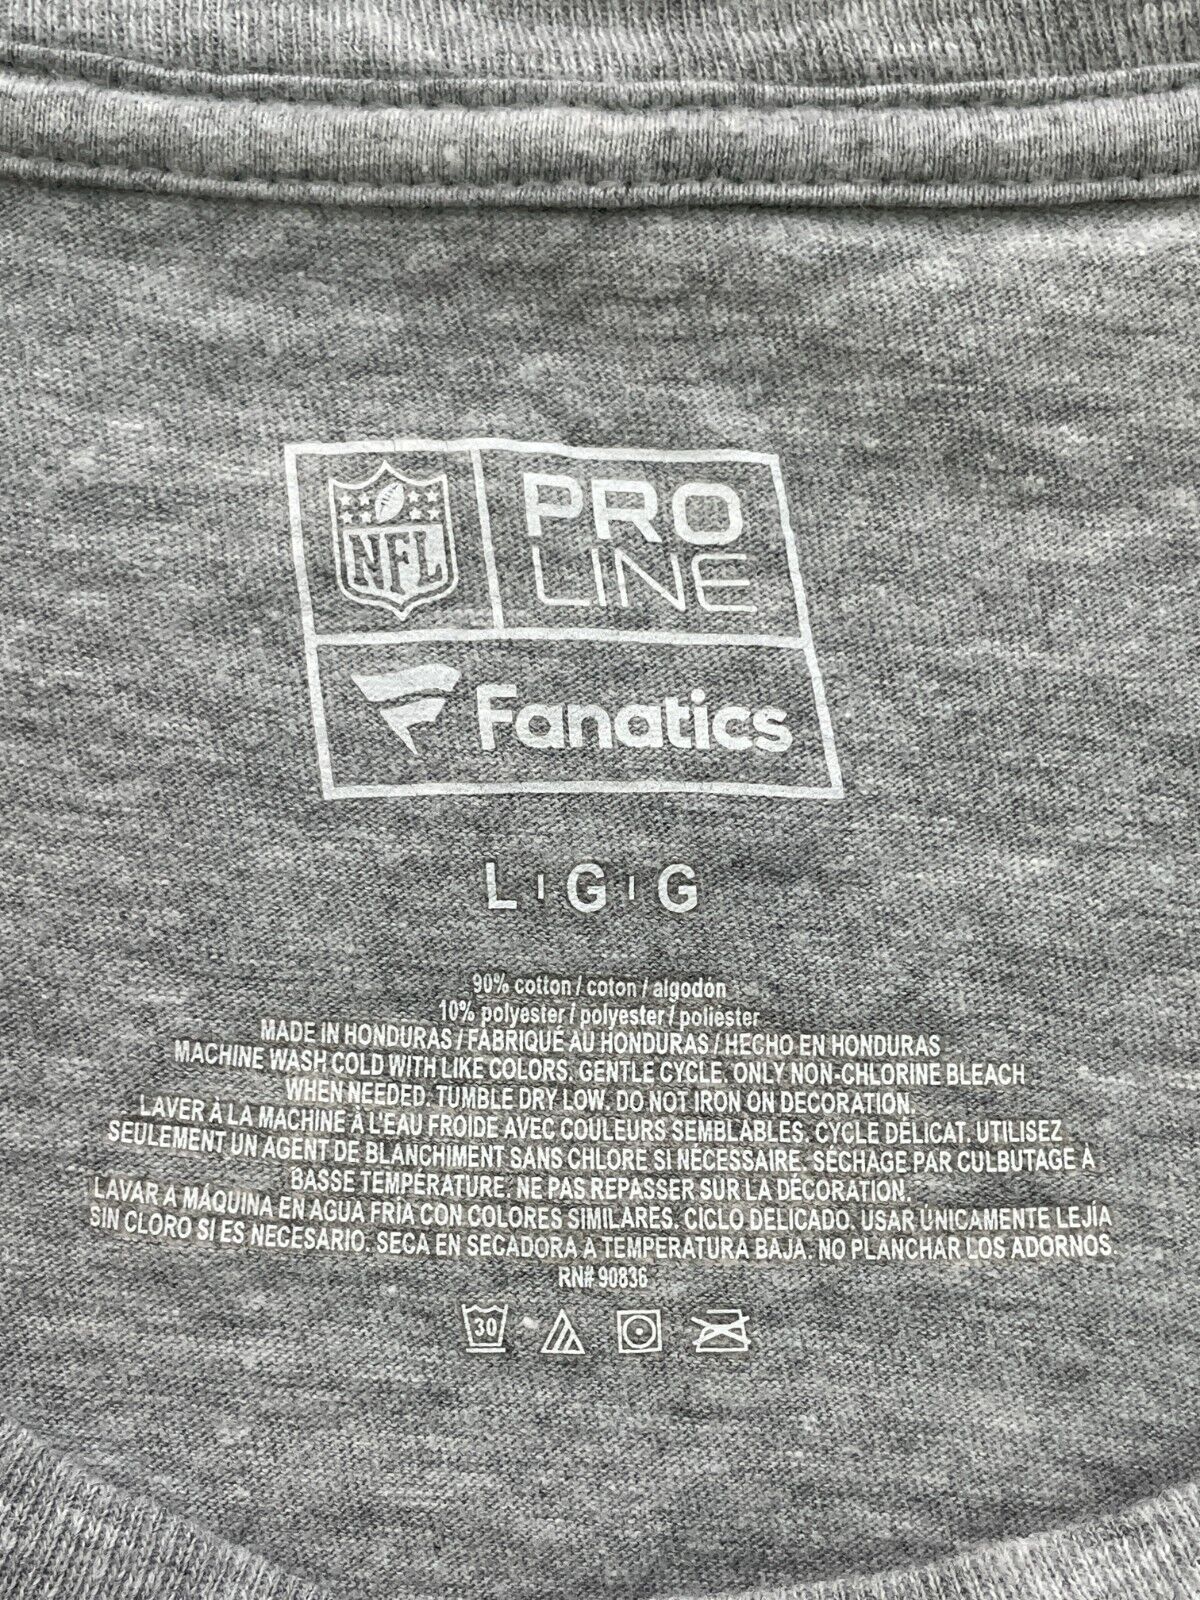 NFL
PRO
LINE
Fanatics
L | G | G
90% cotton / coton / algodón
10% polyester / polyester / poliester
MADE IN HONDURAS / FABRIQUÉ AU HONDURAS / HECHO EN HONDURAS
MACHINE WASH COLD WITH LIKE COLORS. GENTLE CYCLE. ONLY NON-CHLORINE BLEACH
WHEN NEEDED. TUMBLE DRY LOW. DO NOT IRON ON DECORATION.
LAVER À LA MACHINE À L'EAU FROIDE AVEC COULEURS SEMBLABLES. CYCLE DÉLICAT. UTILISEZ
SEULEMENT UN AGENT DE BLANCHIMENT SANS CHLORE SI NÉCESSAIRE. SÉCHAGE PAR CULBUTAGE A
BASSE TEMPERATURE. NE PAS REPASSER SUR LA DÉCORATION.
LAVAR A MÁQUINA EN AGUA FRÍA CON COLORES SIMILARES. CICLO DELICADO. USAR ÚNICAMENTE LEJÍA
SIN CLORO SI ES NECESARIO. SECA EN SECADORA A TEMPERATURA BAJA. NO PLANCHAR LOS ADORNOS.
RN# 90836
30